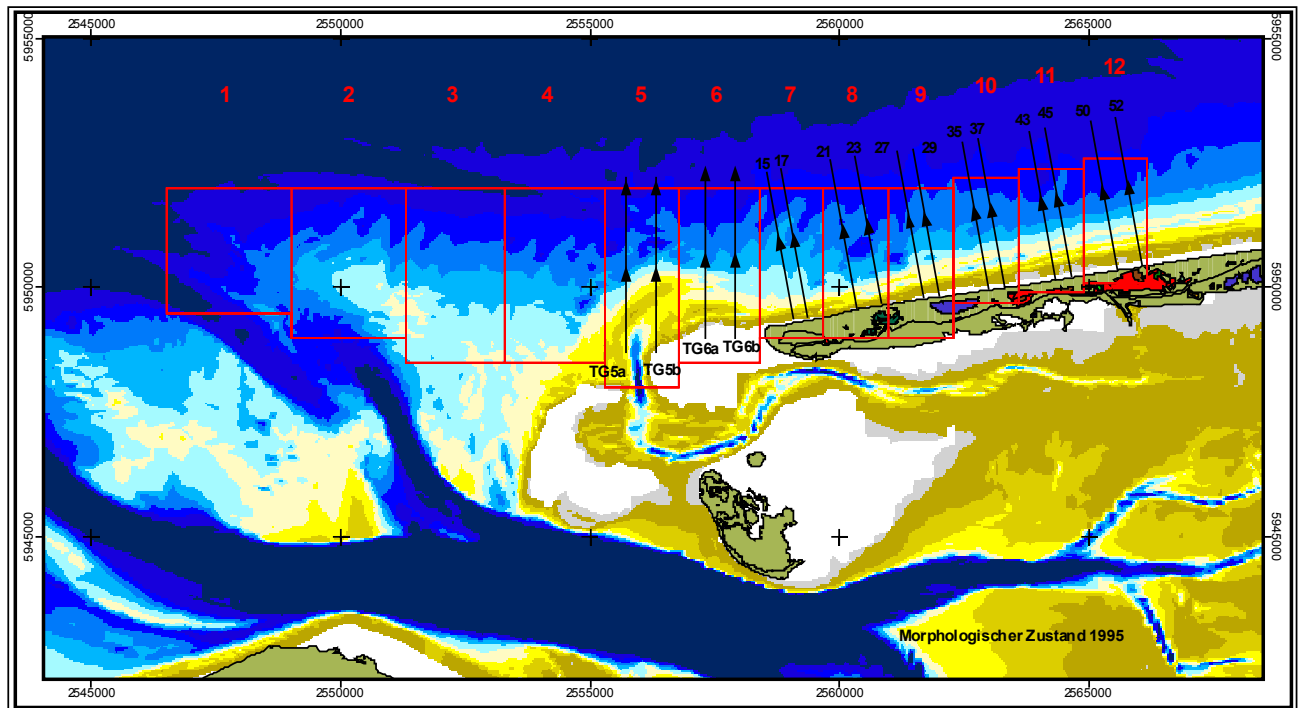 2545000 2550000 2555000 2560000 2565000
5955000 5955000
1 2 3 4 5 6 7 8 9 10 11 12
15 17 21 23 27 29 35 37 43 45 50 52
5950000 5950000
TG5a TG5b TG6a TG6b
5945000 5945000
Morphologischer Zustand 1995
2545000 2550000 2555000 2560000 2565000